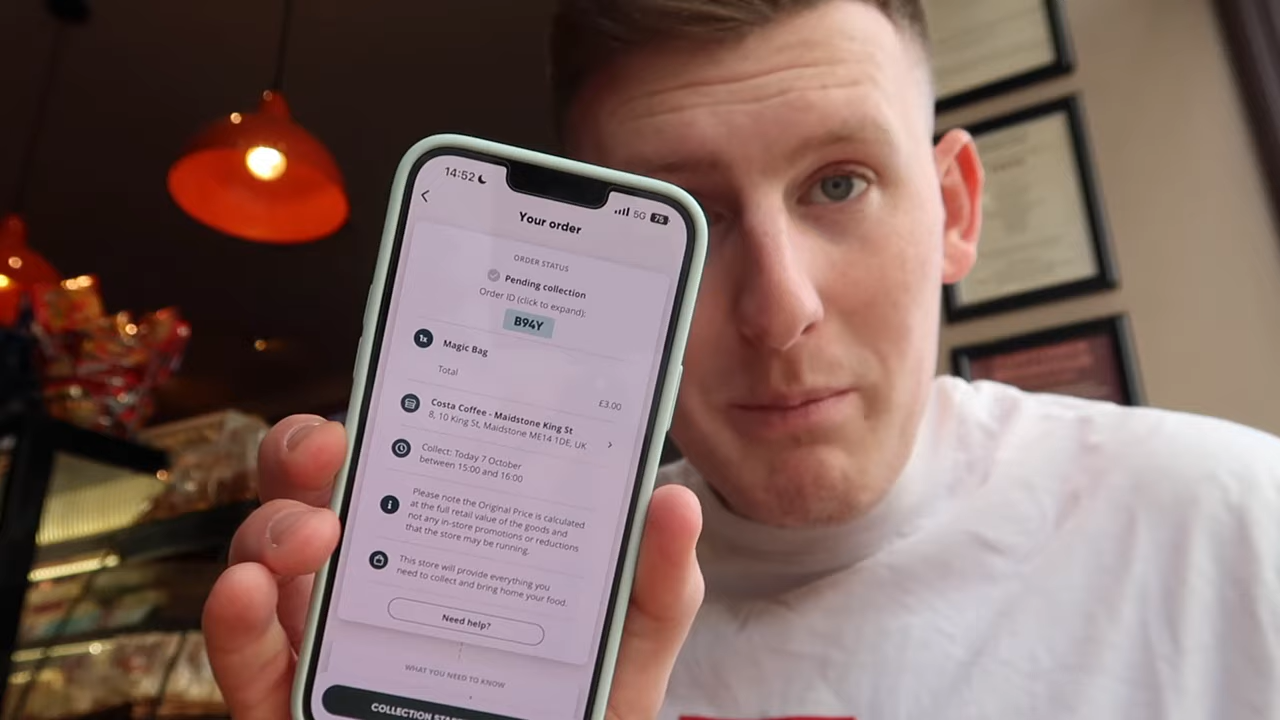 14:52
5G 75
Your order
ORDER STATUS
Pending collection
Order ID (click to expand):
B94Y
1x
Magic Bag
Total
£3.00
Costa Coffee - Maidstone King St
8, 10 King St, Maidstone ME14 1DE, UK
Collect: Today 7 October
between 15:00 and 16:00
Please note the Original Price is calculated
at the full retail value of the goods and
not any in-store promotions or reductions
that the store may be running.
This store will provide everything you
need to collect and bring home your food.
Need help?
WHAT YOU NEED TO KNOW
COLLECTION